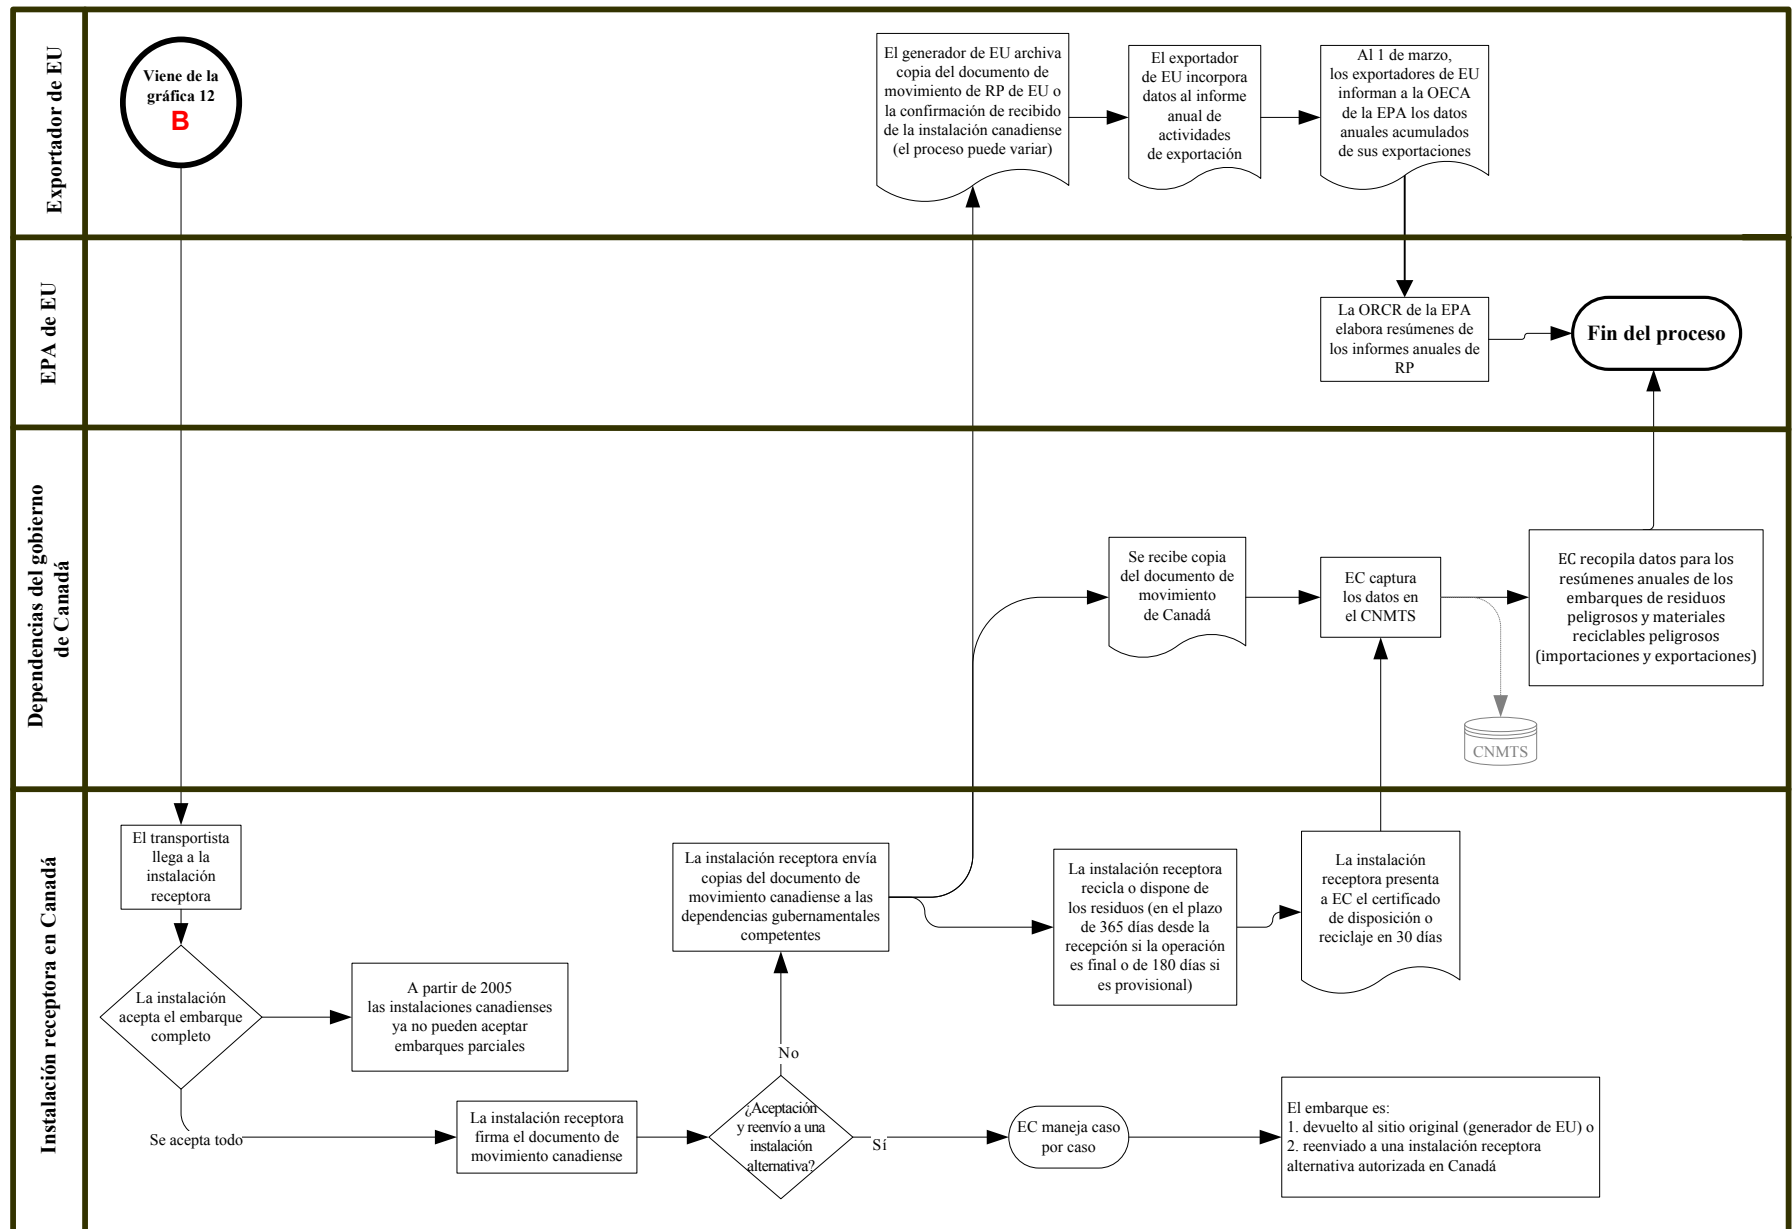 Exportador de EU
Viene de la
gráfica 12
B
El generador de EU archiva
copia del documento de
movimiento de RP de EU o
la confirmación de recibido
de la instalación canadiense
(el proceso puede variar)
El exportador
de EU incorpora
datos al informe
anual de
actividades
de exportación
Al 1 de marzo,
los exportadores de EU
informan a la OECA
de la EPA los datos
anuales acumulados
de sus exportaciones
EPA de EU
La ORCR de la EPA
elabora resúmenes de
los informes anuales de
RP
Fin del proceso
Dependencias del gobierno
de Canadá
Se recibe copia
del documento de
movimiento
de Canadá
EC captura
los datos en
el CNMTS
CNMTS
EC recopila datos para los
resúmenes anuales de los
embarques de residuos
peligrosos y materiales
reciclables peligrosos
(importaciones y exportaciones)
Instalación receptora en Canadá
El transportista
llega a la
instalación
receptora
La instalación
acepta el embarque
completo
A partir de 2005
las instalaciones canadienses
ya no pueden aceptar
embarques parciales
Se acepta todo
La instalación receptora
firma el documento de
movimiento canadiense
¿Aceptación
y reenvío a una
instalación
alternativa?
No
Sí
La instalación receptora envía
copias del documento de
movimiento canadiense a las
dependencias gubernamentales
competentes
La instalación receptora
recicla o dispone de
los residuos (en el plazo
de 365 días desde la
recepción si la operación
es final o de 180 días si
es provisional)
La instalación
receptora presenta
a EC el certificado
de disposición o
reciclaje en 30 días
EC maneja caso
por caso
El embarque es:
1. devuelto al sitio original (generador de EU) o
2. reenviado a una instalación receptora
alternativa autorizada en Canadá